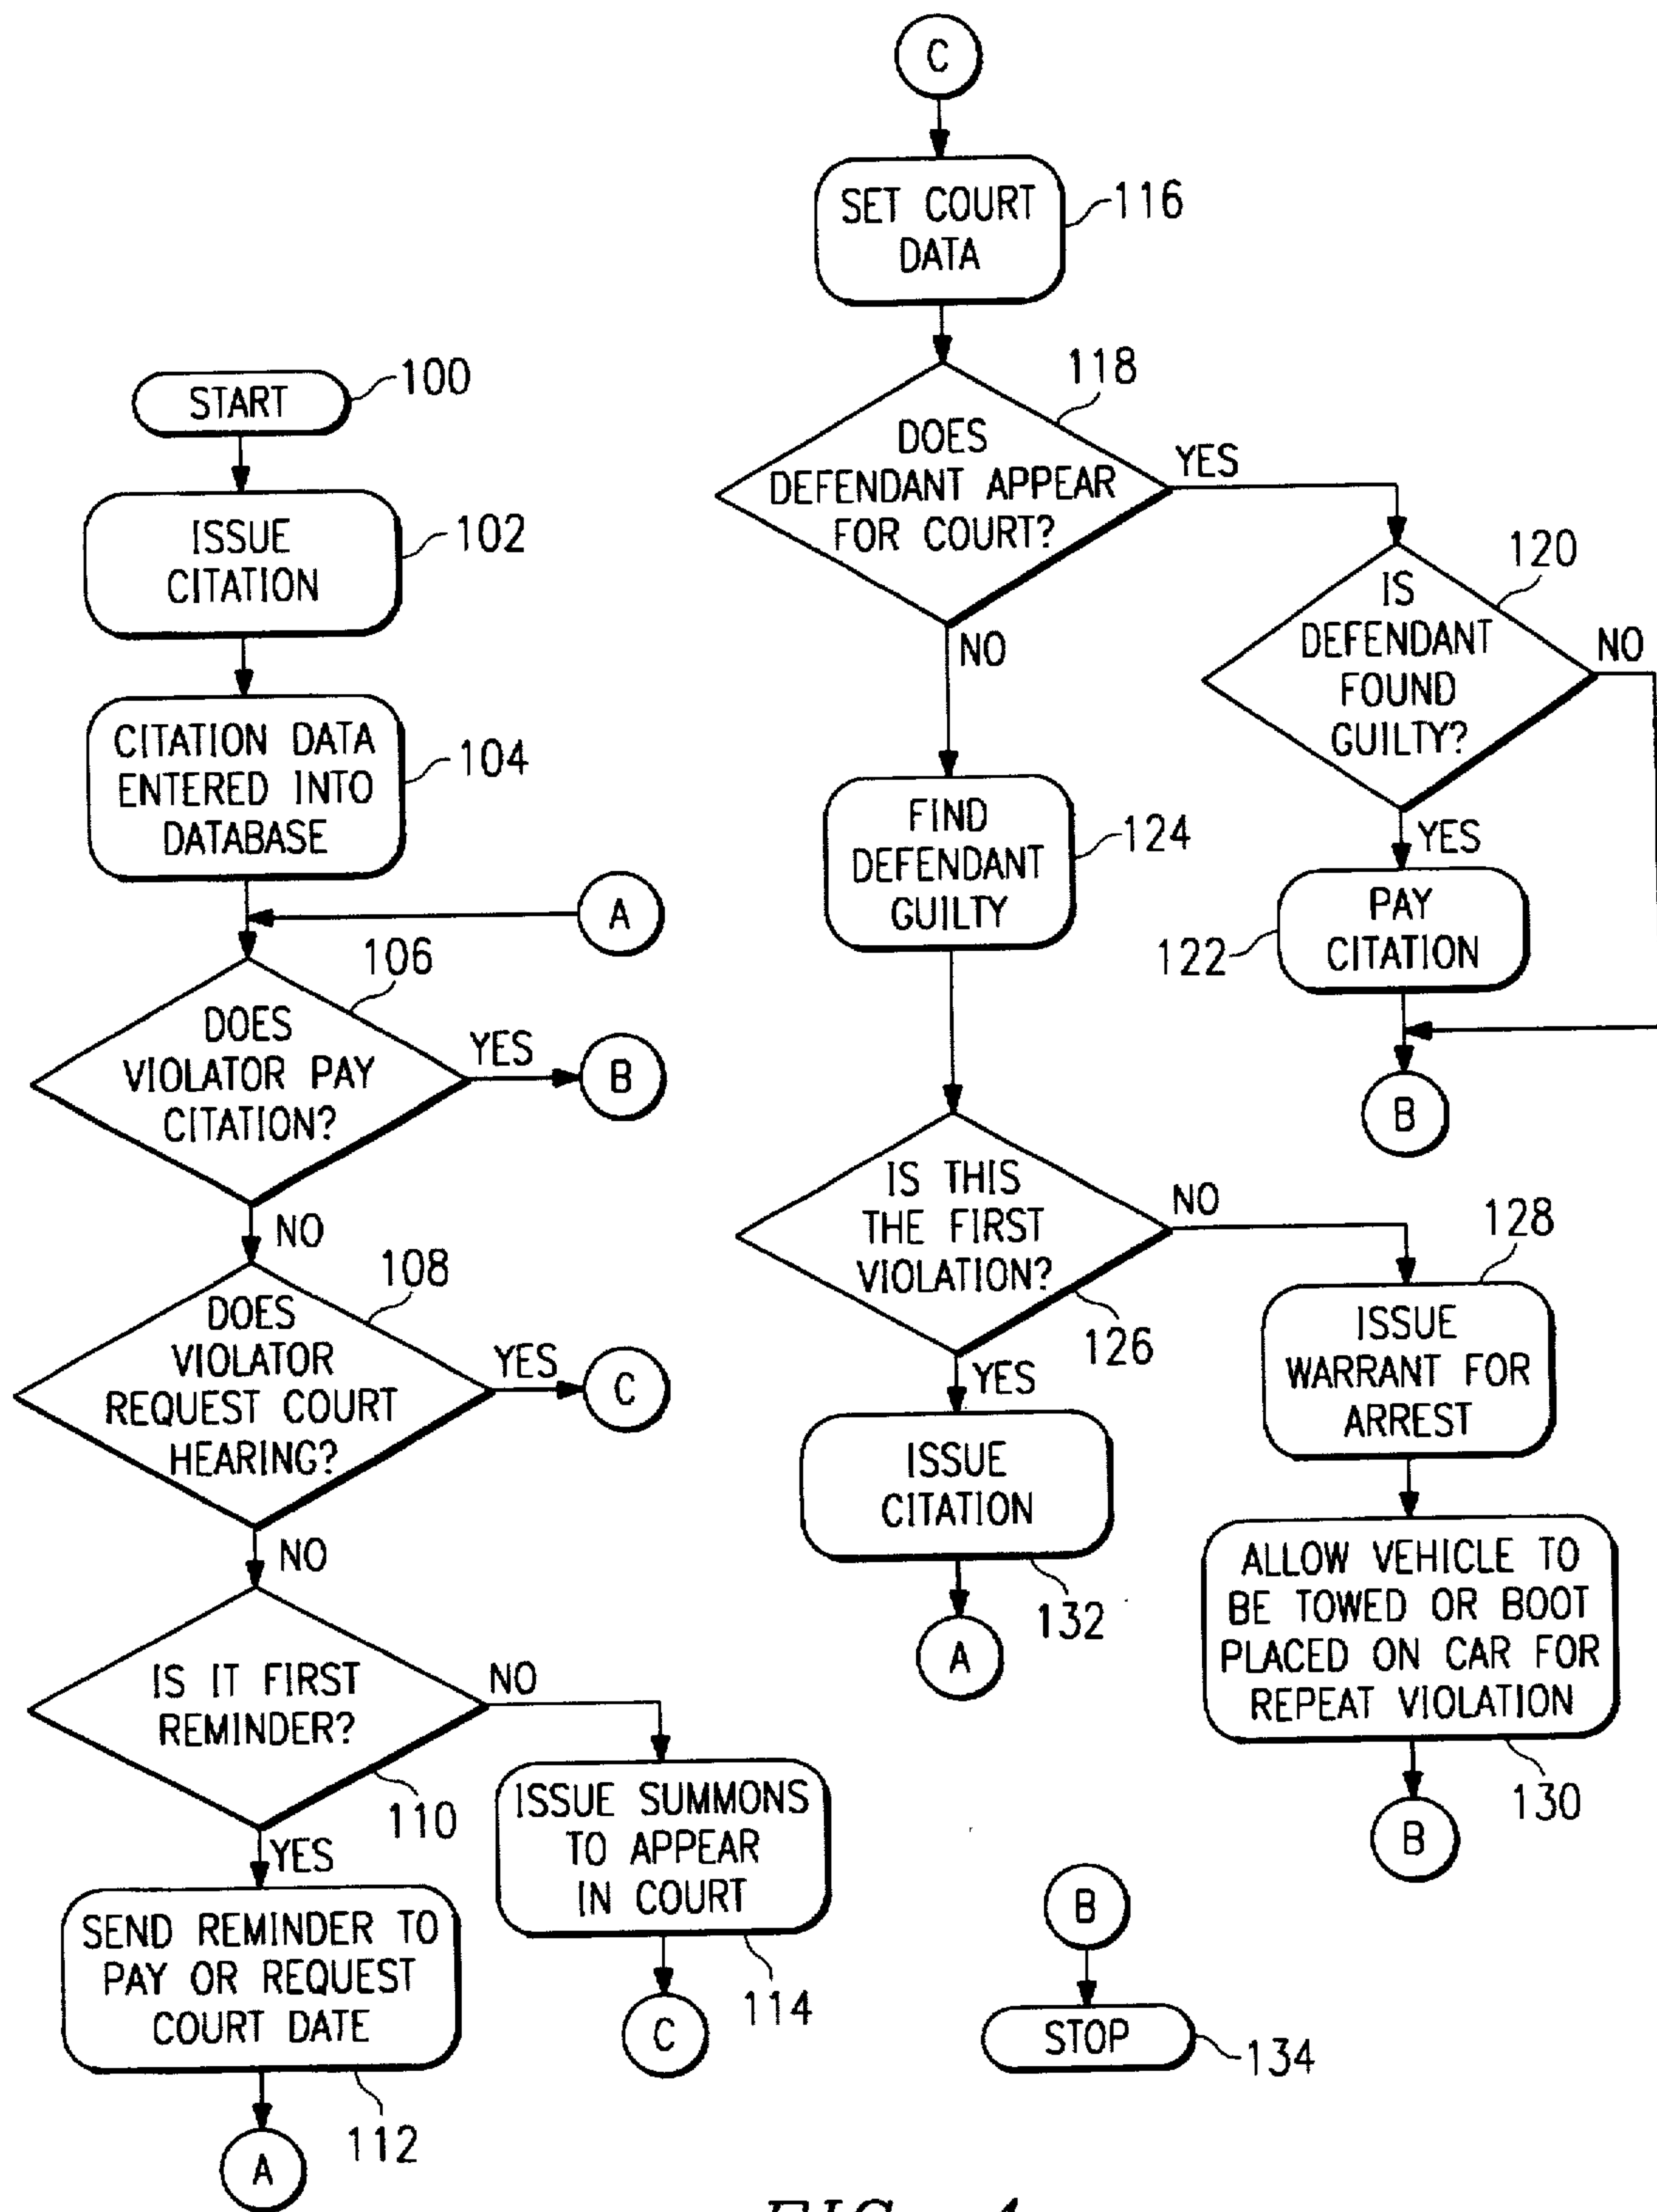 START
100
ISSUE
CITATION
102
CITATION DATA
ENTERED INTO
DATABASE
104
A
106
DOES
VIOLATOR PAY
CITATION?
YES
B
NO
108
DOES
VIOLATOR
REQUEST COURT
HEARING?
YES
C
NO
IS IT FIRST
REMINDER?
NO
110
YES
SEND REMINDER TO
PAY OR REQUEST
COURT DATE
112
A
ISSUE SUMMONS
TO APPEAR
IN COURT
114
C
C
SET COURT
DATA
116
118
DOES
DEFENDANT APPEAR
FOR COURT?
YES
NO
120
IS
DEFENDANT
FOUND
GUILTY?
NO
YES
PAY
CITATION
122
B
FIND
DEFENDANT
GUILTY
124
IS THIS
THE FIRST
VIOLATION?
NO
126
YES
ISSUE
CITATION
132
A
128
ISSUE
WARRANT FOR
ARREST
ALLOW VEHICLE TO
BE TOWED OR BOOT
PLACED ON CAR FOR
REPEAT VIOLATION
130
B
B
STOP
134